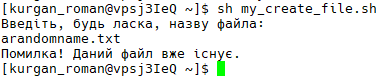 [kurgan_roman@vpsj3IeQ ~]$ sh my_create_file.sh
Введіть, будь ласка, назву файла:
arandomname.txt
Помилка! Даний файл вже існує.
[kurgan_roman@vpsj3IeQ ~]$